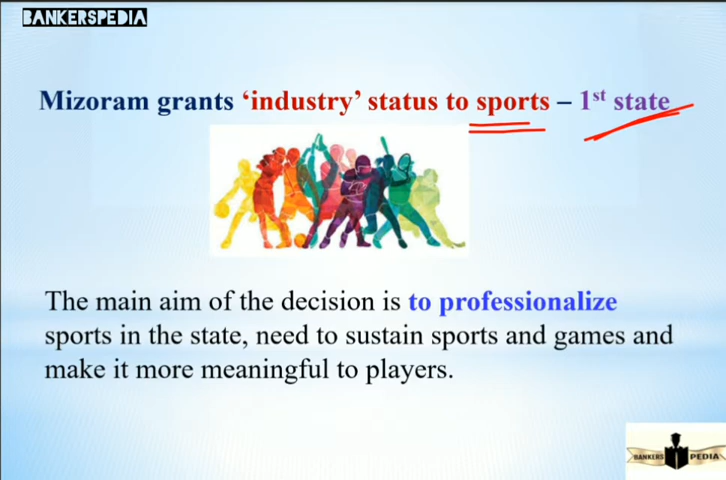 BANKERSPEDIA
Mizoram grants ‘industry’ status to sports – 1st state
The main aim of the decision is to professionalize
sports in the state, need to sustain sports and games and
make it more meaningful to players.
BANKERS PEDIA